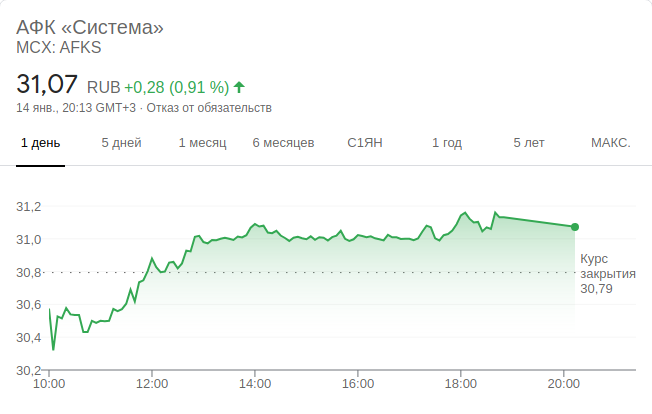 АФК «Система»
MCX: AFKS
31,07 RUB +0,28 (0,91 %)
14 янв., 20:13 GMT+3 · Отказ от обязательств
1 день 5 дней 1 месяц 6 месяцев С1ЯН 1 год 5 лет МАКС.
31,2
31,0
30,8
30,6
30,4
30,2
Курс
закрытия
30,79
10:00 12:00 14:00 16:00 18:00 20:00